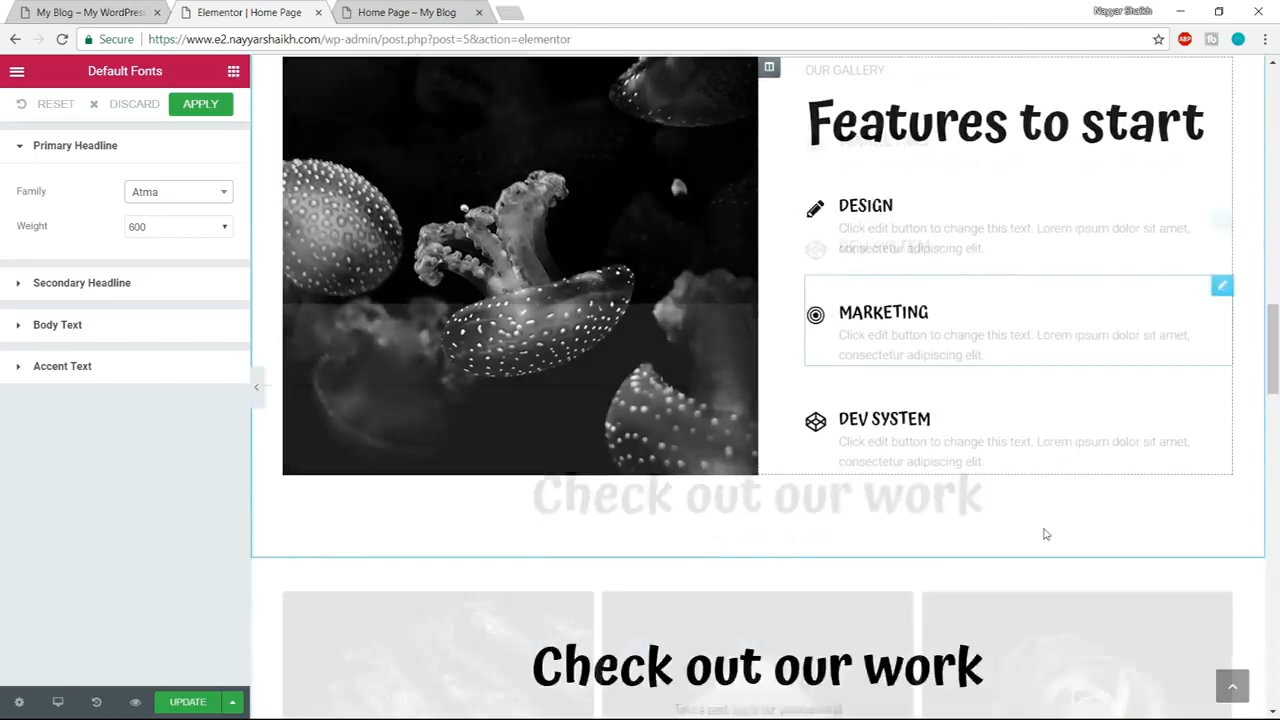 My Blog – My WordPres
Elementor | Home Page
Home Page – My Blog
Nayyar Shaikh
Secure
https://www.e2.nayyarshaikh.com/wp-admin/post.php?post=5&action=elementor
ABP
Default Fonts
RESET
DISCARD
APPLY
Primary Headline
Family
Atma
Weight
600
Secondary Headline
Body Text
Accent Text
UPDATE
OUR GALLERY
Features to start
DESIGN
Click edit button to change this text. Lorem ipsum dolor sit amet,
consectetur adipiscing elit.
MARKETING
Click edit button to change this text. Lorem ipsum dolor sit amet,
consectetur adipiscing elit.
DEV SYSTEM
Click edit button to change this text. Lorem ipsum dolor sit amet,
consectetur adipiscing elit.
Check out our work
Check out our work